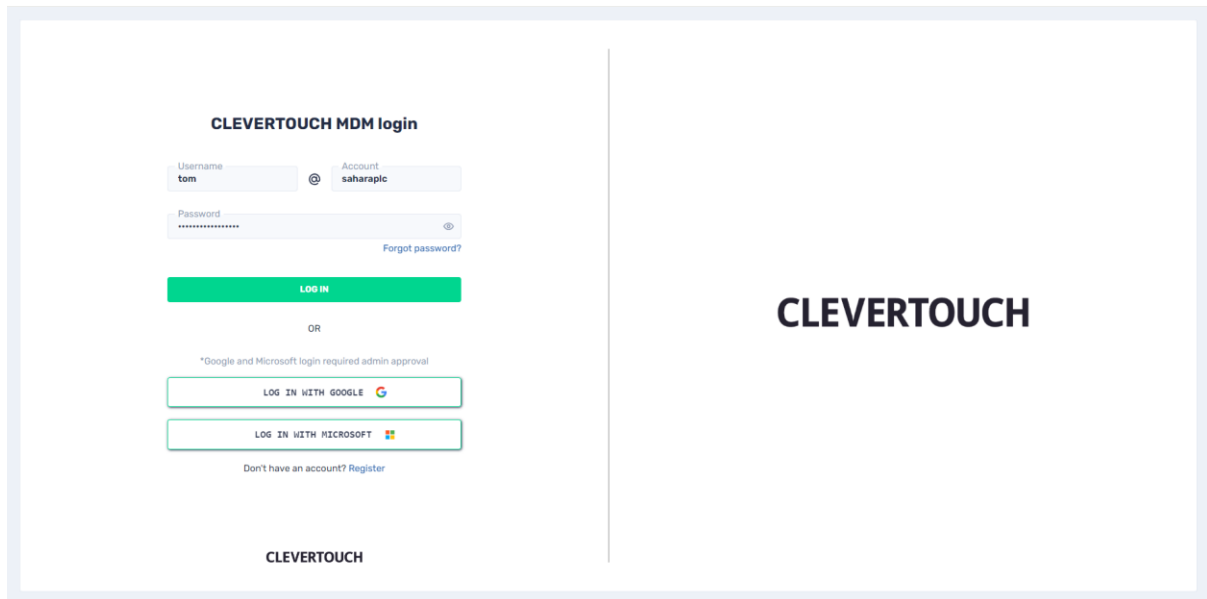 CLEVERTOUCH MDM login
Username
tom
@
Account
saharaplc
Password
•••••••••••••••••
Forgot password?
LOG IN
OR
*Google and Microsoft login required admin approval
LOG IN WITH GOOGLE
LOG IN WITH MICROSOFT
Don't have an account? Register
CLEVERTOUCH
CLEVERTOUCH